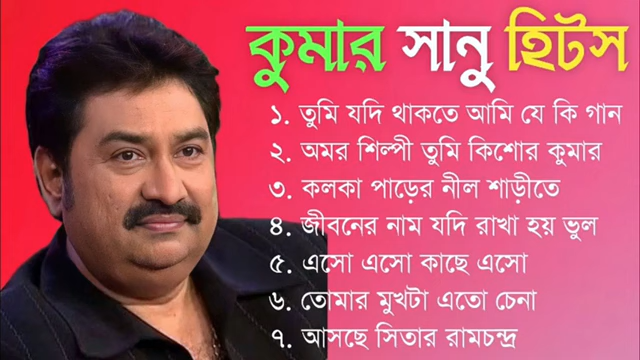 কুমার সানু হিটস
১. তুমি যদি থাকতে আমি যে কি গান
২. অমর শিল্পী তুমি কিশোর কুমার
৩. কলকা পাড়ের নীল শাড়ীতে
৪. জীবনের নাম যদি রাখা হয় ভুল
৫. এসো এসো কাছে এসো
৬. তোমার মুখটা এতো চেনা
৭. আসছে সিতার রামচন্দ্র